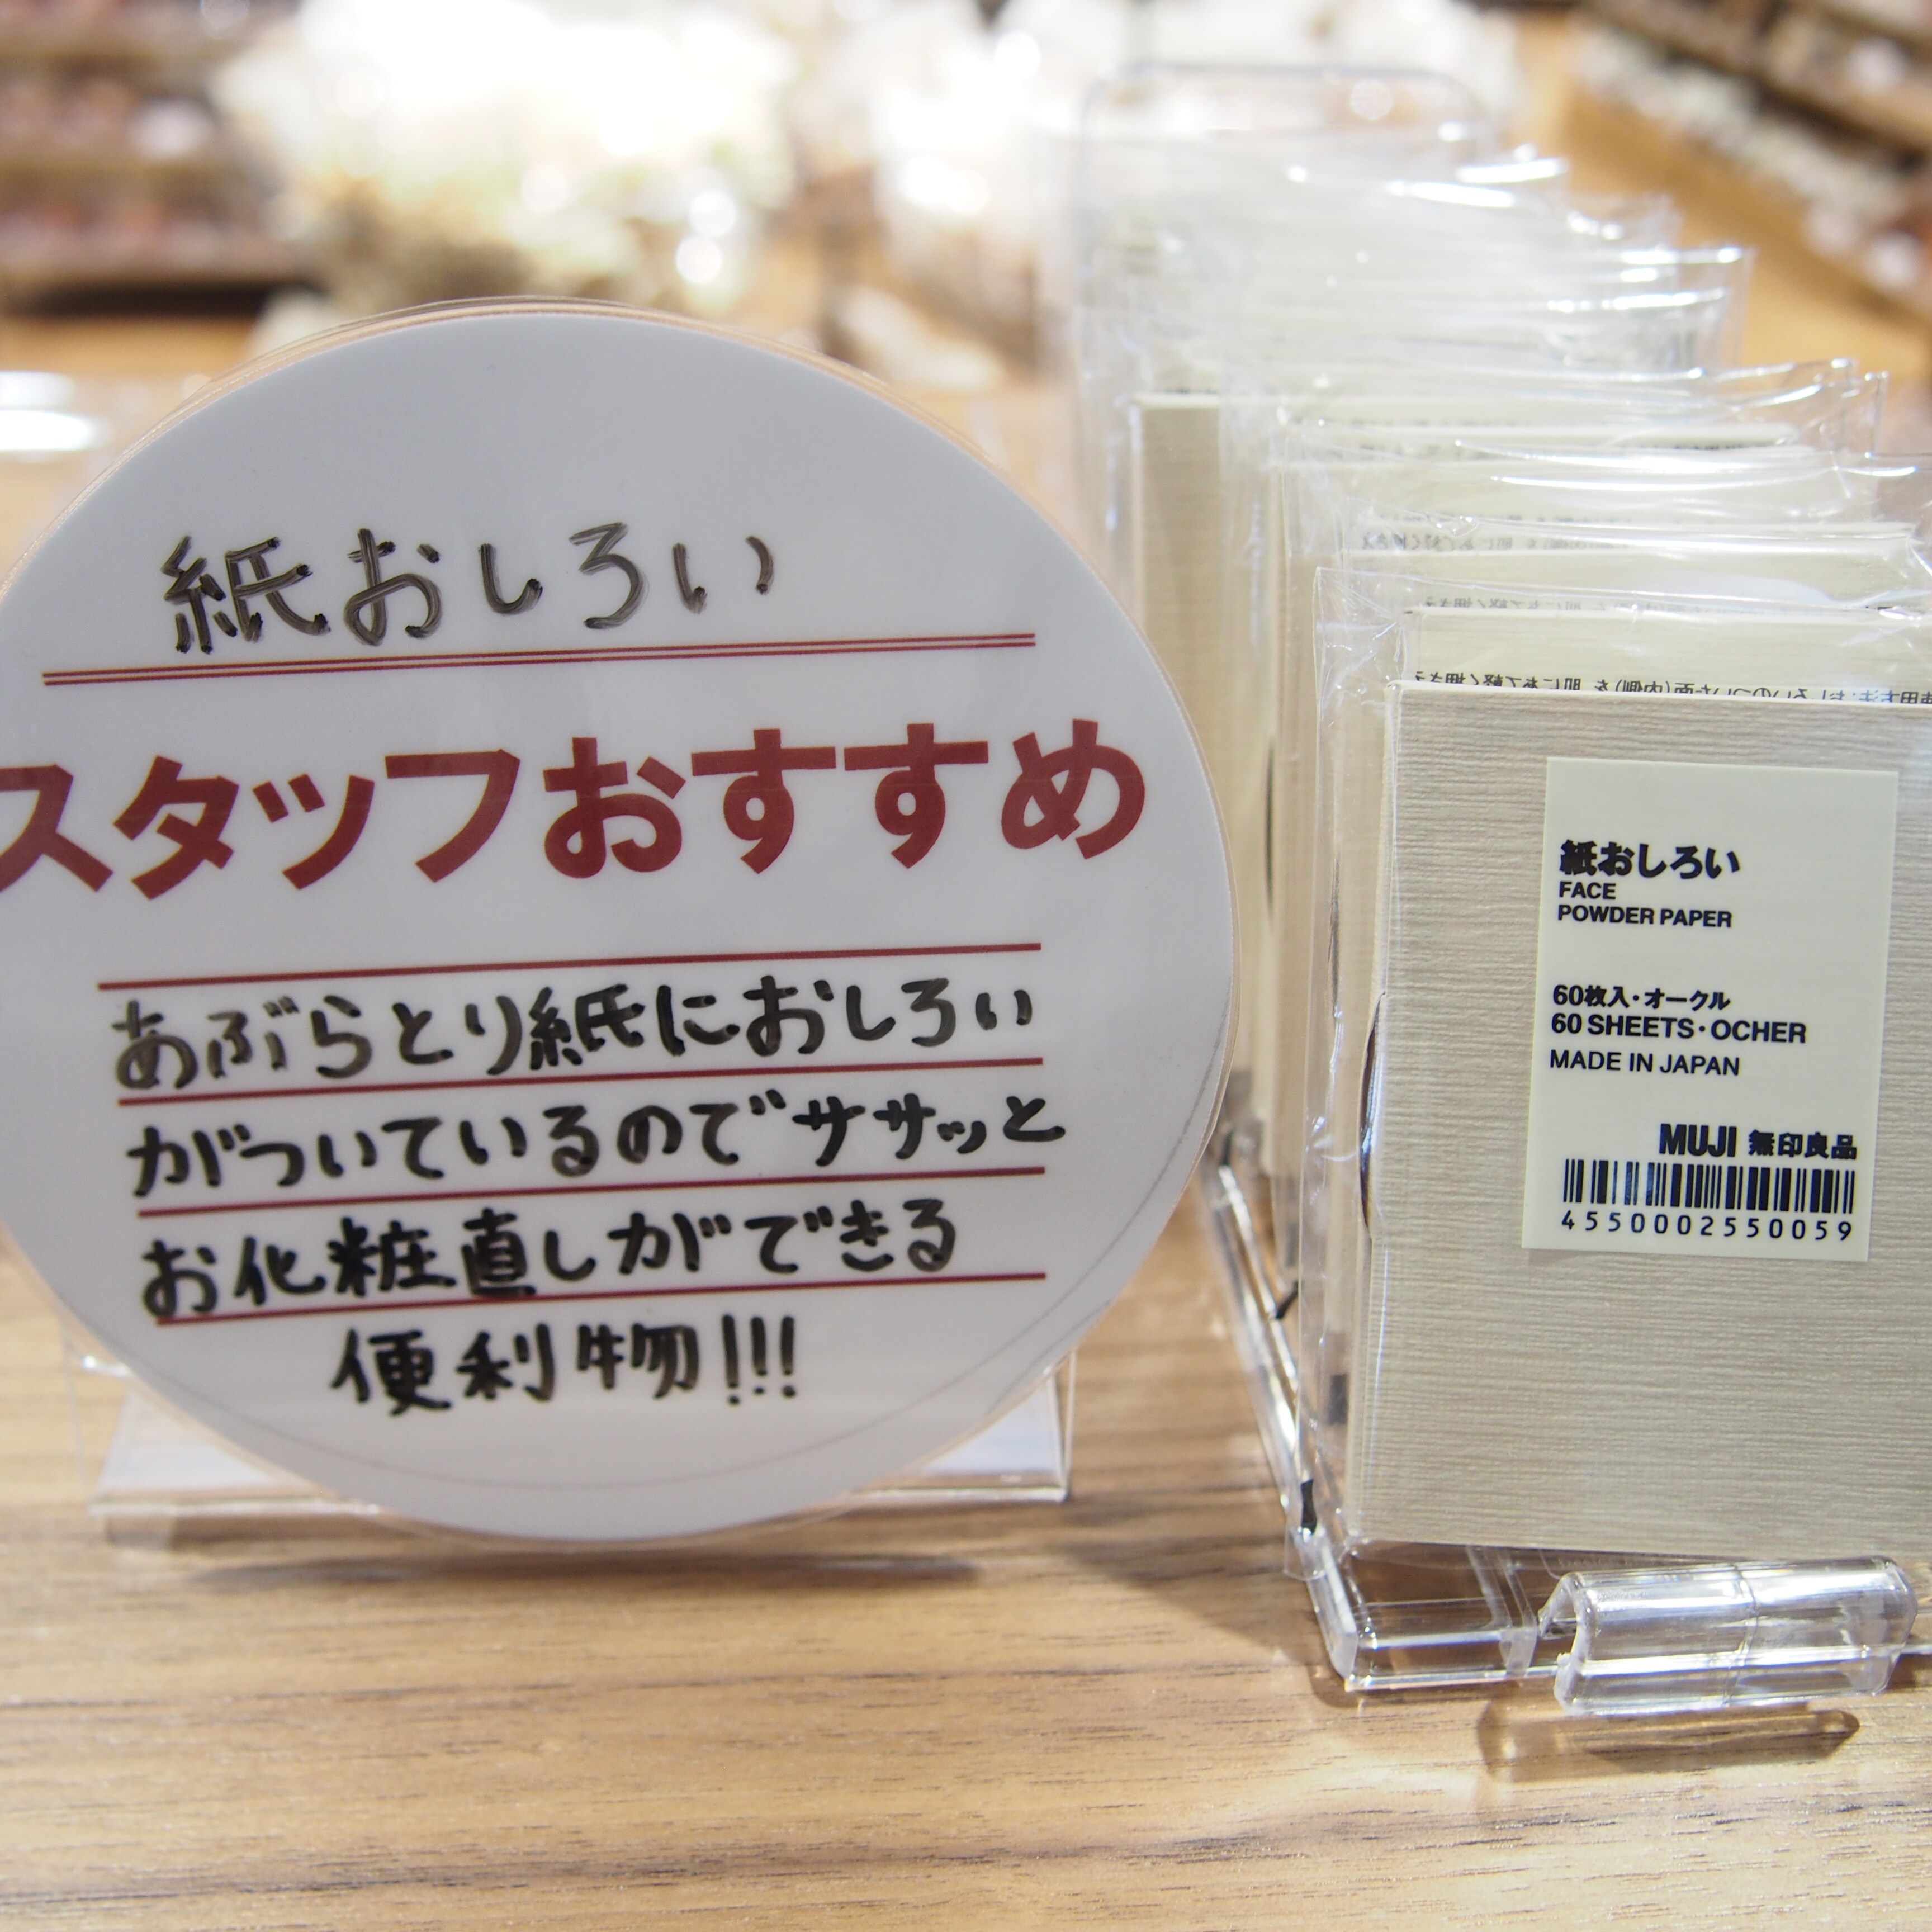 紙おしろい
スタッフおすすめ
あぶらとり紙におしろい
がついているのでササッと
お化粧直しができる
便利物!!!
紙おしろい
FACE
POWDER PAPER
60枚入・オークル
60 SHEETS・OCHER
MADE IN JAPAN
MUJI 無印良品
4550002550059